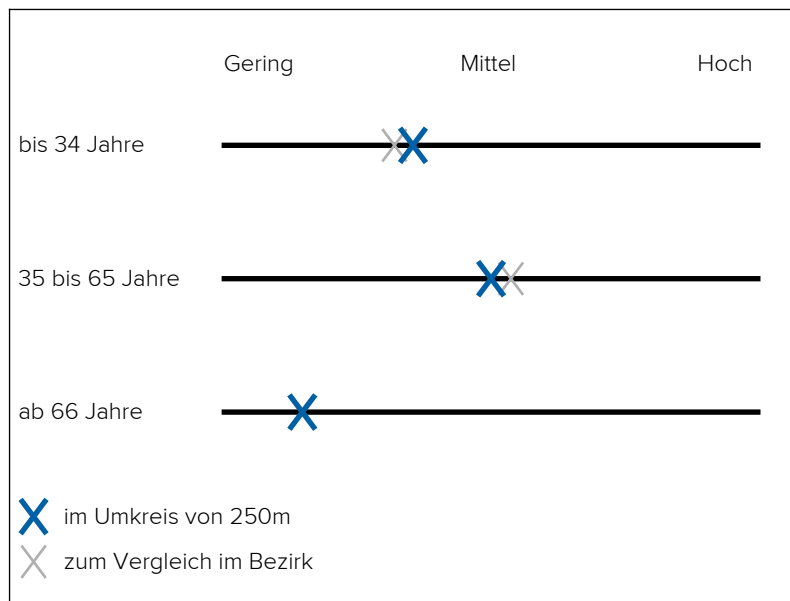 Gering Mittel Hoch
bis 34 Jahre
35 bis 65 Jahre
ab 66 Jahre
im Umkreis von 250m
zum Vergleich im Bezirk